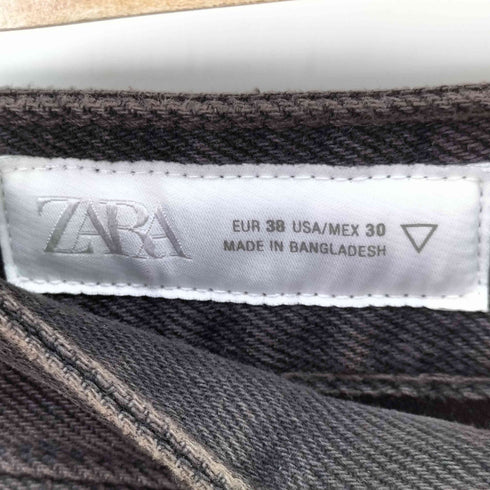 ZARA
EUR 38 USA/MEX 30
MADE IN BANGLADESH